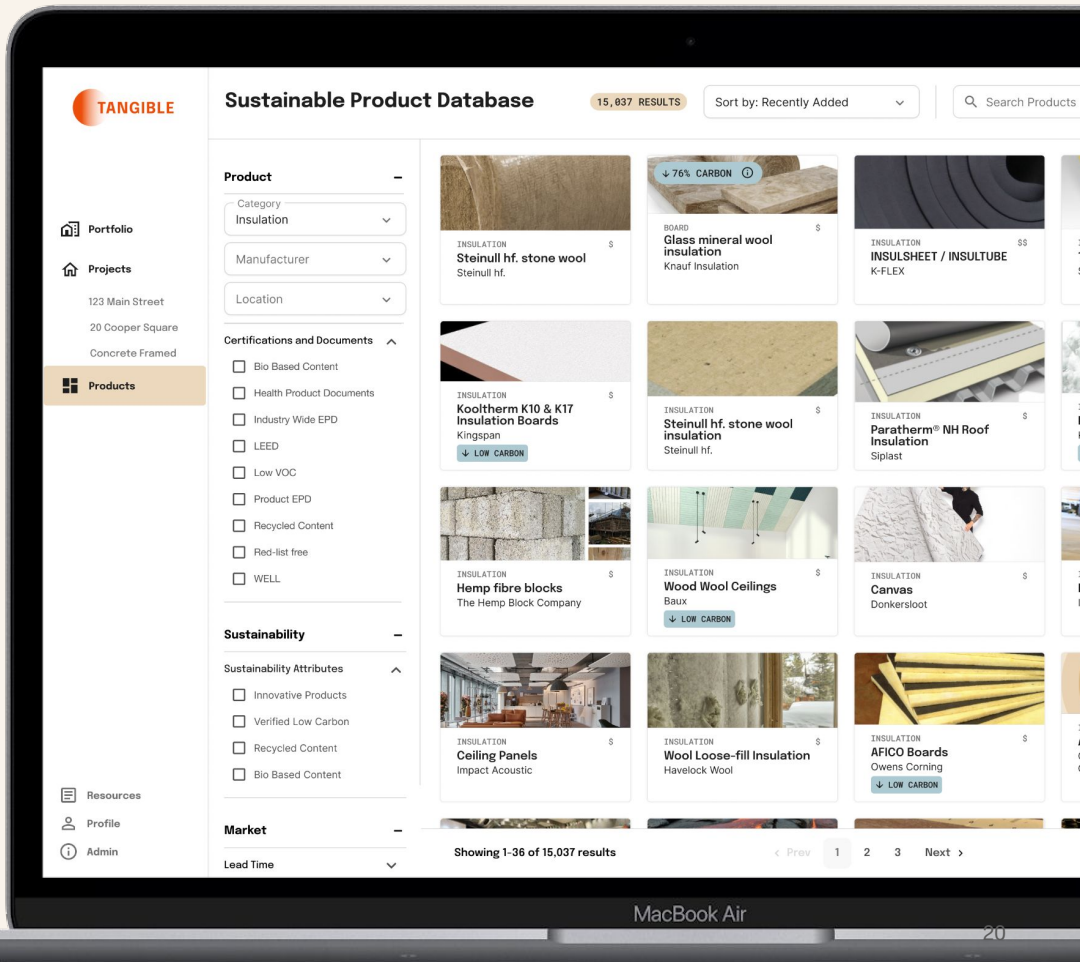 TANGIBLE
Sustainable Product Database
15,037 RESULTS
Sort by: Recently Added
Search Products
Portfolio
Projects
123 Main Street
20 Cooper Square
Concrete Framed
Products
Resources
Profile
Admin
Product
Category
Insulation
Manufacturer
Location
Certifications and Documents
Bio Based Content
Health Product Documents
Industry Wide EPD
LEED
Low VOC
Product EPD
Recycled Content
Red-list free
WELL
Sustainability
Sustainability Attributes
Innovative Products
Verified Low Carbon
Recycled Content
Bio Based Content
Market
Lead Time
INSULATION $
Steinull hf. stone wool
Steinull hf.
↓ 76% CARBON
BOARD $
Glass mineral wool
insulation
Knauf Insulation
INSULATION $$
INSULSHEET / INSULTUBE
K-FLEX
INSULATION $
Kooltherm K10 & K17
Insulation Boards
Kingspan
↓ LOW CARBON
INSULATION $
Steinull hf. stone wool
insulation
Steinull hf.
INSULATION $
Paratherm® NH Roof
Insulation
Siplast
INSULATION $
Hemp fibre blocks
The Hemp Block Company
INSULATION $
Wood Wool Ceilings
Baux
↓ LOW CARBON
INSULATION $
Canvas
Donkersloot
INSULATION $
Ceiling Panels
Impact Acoustic
INSULATION $
Wool Loose-fill Insulation
Havelock Wool
INSULATION $
AFICO Boards
Owens Corning
↓ LOW CARBON
Showing 1-36 of 15,037 results
< Prev 1 2 3 Next >
MacBook Air
20